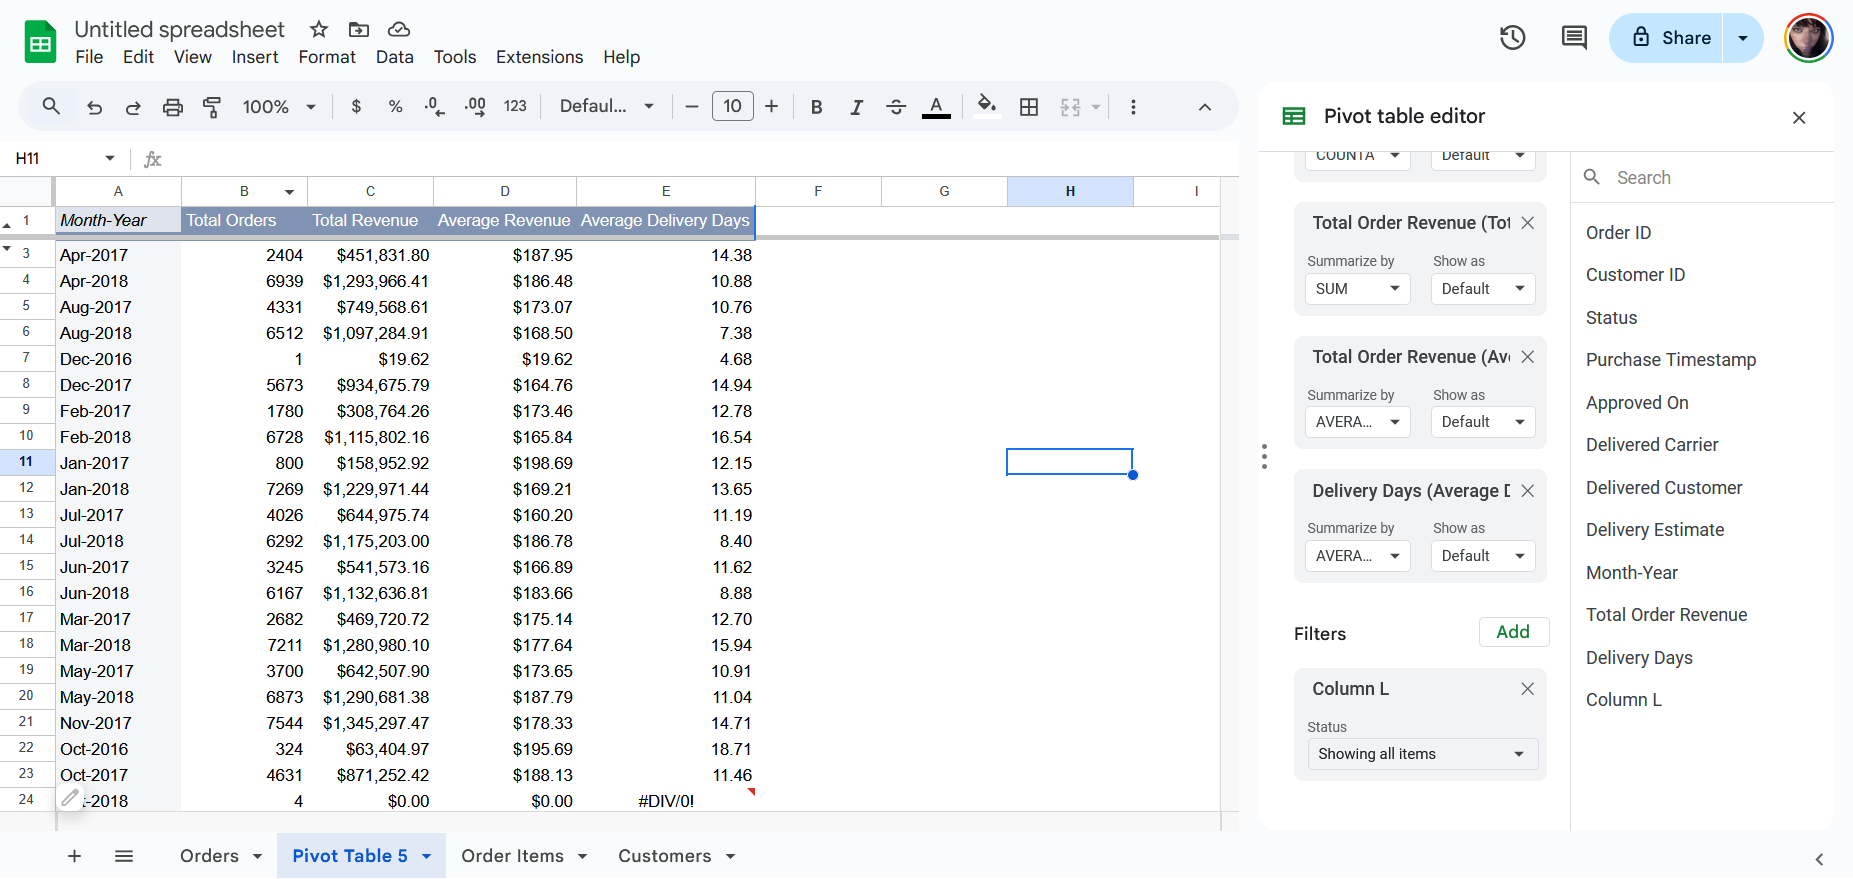 Untitled spreadsheet
File Edit View Insert Format Data Tools Extensions Help
Share
100% $ % .0 .00 123 Defaul... 10 B I S A
H11 fx
A B C D E F G H I
1 Month-Year Total Orders Total Revenue Average Revenue Average Delivery Days
3 Apr-2017 2404 $451,831.80 $187.95 14.38
4 Apr-2018 6939 $1,293,966.41 $186.48 10.88
5 Aug-2017 4331 $749,568.61 $173.07 10.76
6 Aug-2018 6512 $1,097,284.91 $168.50 7.38
7 Dec-2016 1 $19.62 $19.62 4.68
8 Dec-2017 5673 $934,675.79 $164.76 14.94
9 Feb-2017 1780 $308,764.26 $173.46 12.78
10 Feb-2018 6728 $1,115,802.16 $165.84 16.54
11 Jan-2017 800 $158,952.92 $198.69 12.15
12 Jan-2018 7269 $1,229,971.44 $169.21 13.65
13 Jul-2017 4026 $644,975.74 $160.20 11.19
14 Jul-2018 6292 $1,175,203.00 $186.78 8.40
15 Jun-2017 3245 $541,573.16 $166.89 11.62
16 Jun-2018 6167 $1,132,636.81 $183.66 8.88
17 Mar-2017 2682 $469,720.72 $175.14 12.70
18 Mar-2018 7211 $1,280,980.10 $177.64 15.94
19 May-2017 3700 $642,507.90 $173.65 10.91
20 May-2018 6873 $1,290,681.38 $187.79 11.04
21 Nov-2017 7544 $1,345,297.47 $178.33 14.71
22 Oct-2016 324 $63,404.97 $195.69 18.71
23 Oct-2017 4631 $871,252.42 $188.13 11.46
24 t-2018 4 $0.00 $0.00 #DIV/0!
Orders Pivot Table 5 Order Items Customers
Pivot table editor
COUNTA Default
Total Order Revenue (Tot
Summarize by Show as
SUM Default
Total Order Revenue (Av
Summarize by Show as
AVERA... Default
Delivery Days (Average D
Summarize by Show as
AVERA... Default
Filters Add
Column L
Status
Showing all items
Search
Order ID
Customer ID
Status
Purchase Timestamp
Approved On
Delivered Carrier
Delivered Customer
Delivery Estimate
Month-Year
Total Order Revenue
Delivery Days
Column L